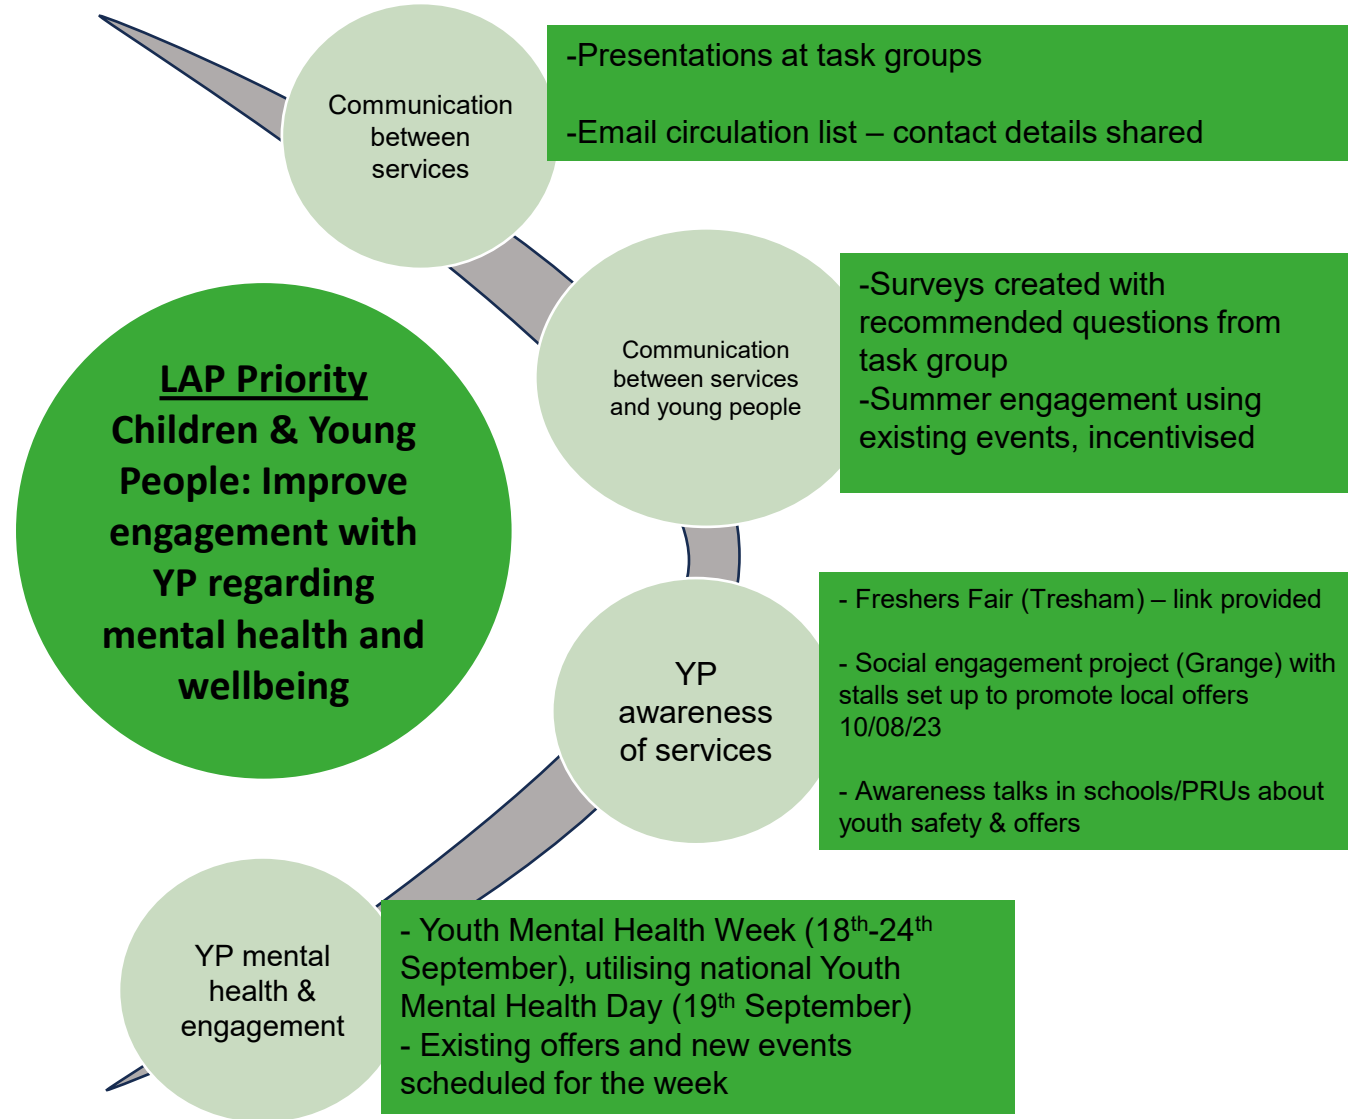 Communication
between
services
-Presentations at task groups
-Email circulation list – contact details shared
LAP Priority
Children & Young
People: Improve
engagement with
YP regarding
mental health and
wellbeing
Communication
between services
and young people
-Surveys created with
recommended questions from
task group
-Summer engagement using
existing events, incentivised
YP
awareness
of services
- Freshers Fair (Tresham) – link provided
- Social engagement project (Grange) with
stalls set up to promote local offers
10/08/23
- Awareness talks in schools/PRUs about
youth safety & offers
YP mental
health &
engagement
- Youth Mental Health Week (18th-24th
September), utilising national Youth
Mental Health Day (19th September)
- Existing offers and new events
scheduled for the week